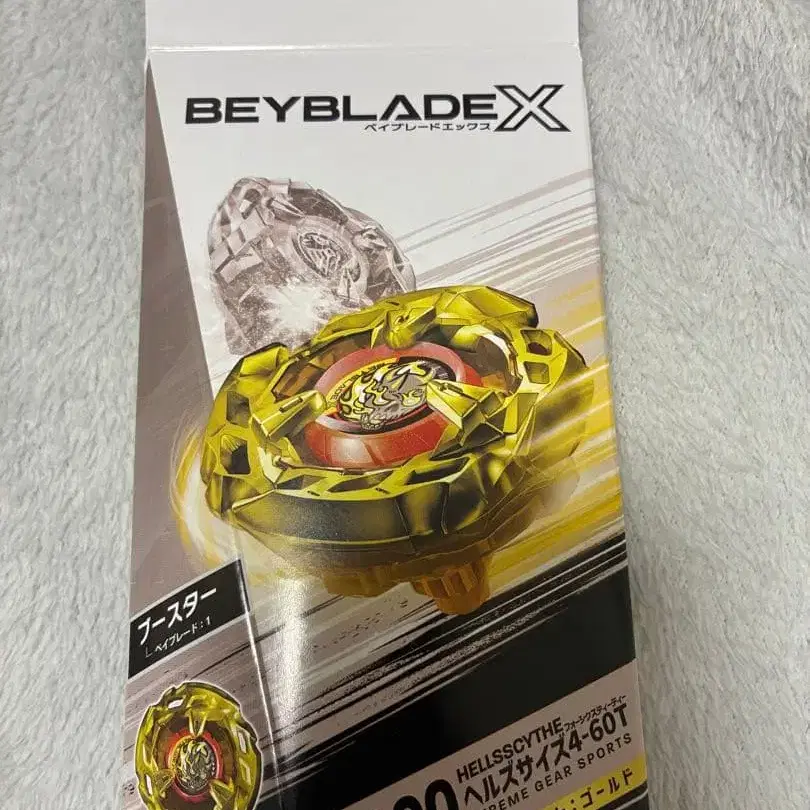 BEYBLADE X
ベイブレードエックス
ブースター
ベイブレード:1
HELLSSCYTHE フォーシックスティーティー
00 ヘルズサイズ4-60T
REME GEAR SPORTS
:ゴールド